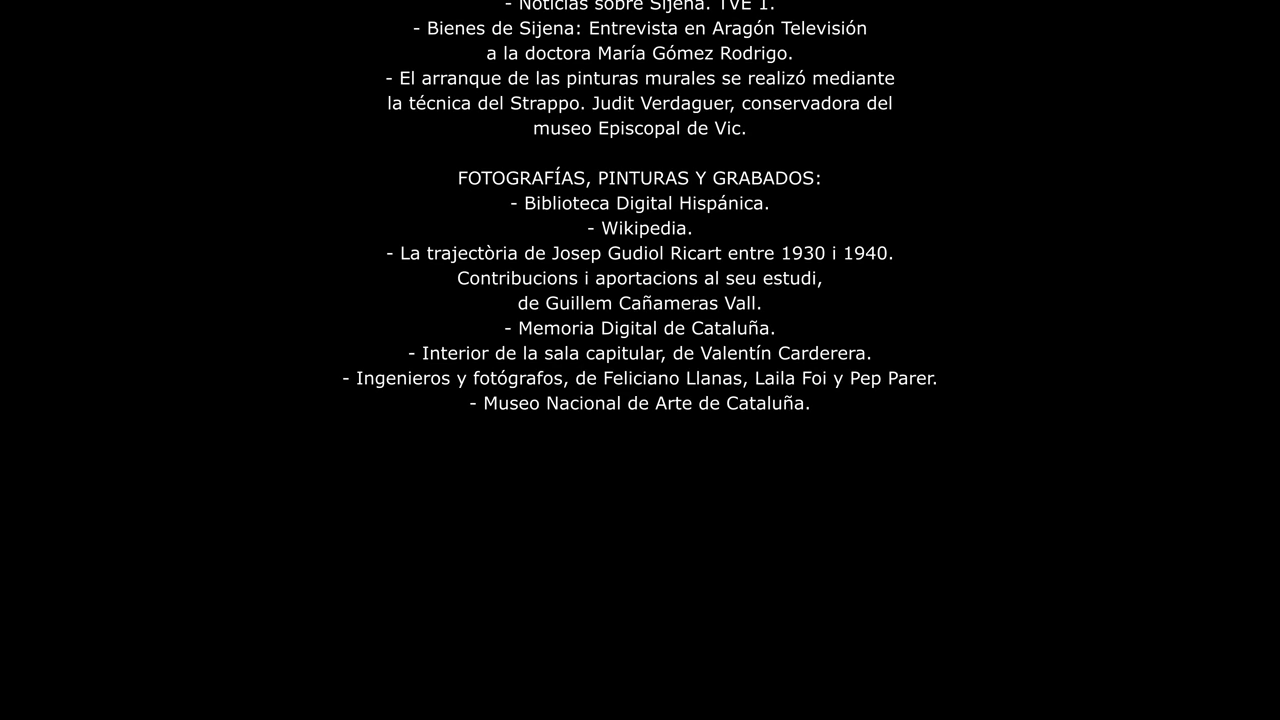 - Noticias sobre Sijena. TVE 1.
- Bienes de Sijena: Entrevista en Aragón Televisión
a la doctora María Gómez Rodrigo.
- El arranque de las pinturas murales se realizó mediante
la técnica del Strappo. Judit Verdaguer, conservadora del
museo Episcopal de Vic.
FOTOGRAFÍAS, PINTURAS Y GRABADOS:
- Biblioteca Digital Hispánica.
- Wikipedia.
- La trajectòria de Josep Gudiol Ricart entre 1930 i 1940.
Contribucions i aportacions al seu estudi,
de Guillem Cañameras Vall.
- Memoria Digital de Cataluña.
- Interior de la sala capitular, de Valentín Carderera.
- Ingenieros y fotógrafos, de Feliciano Llanas, Laila Foi y Pep Parer.
- Museo Nacional de Arte de Cataluña.